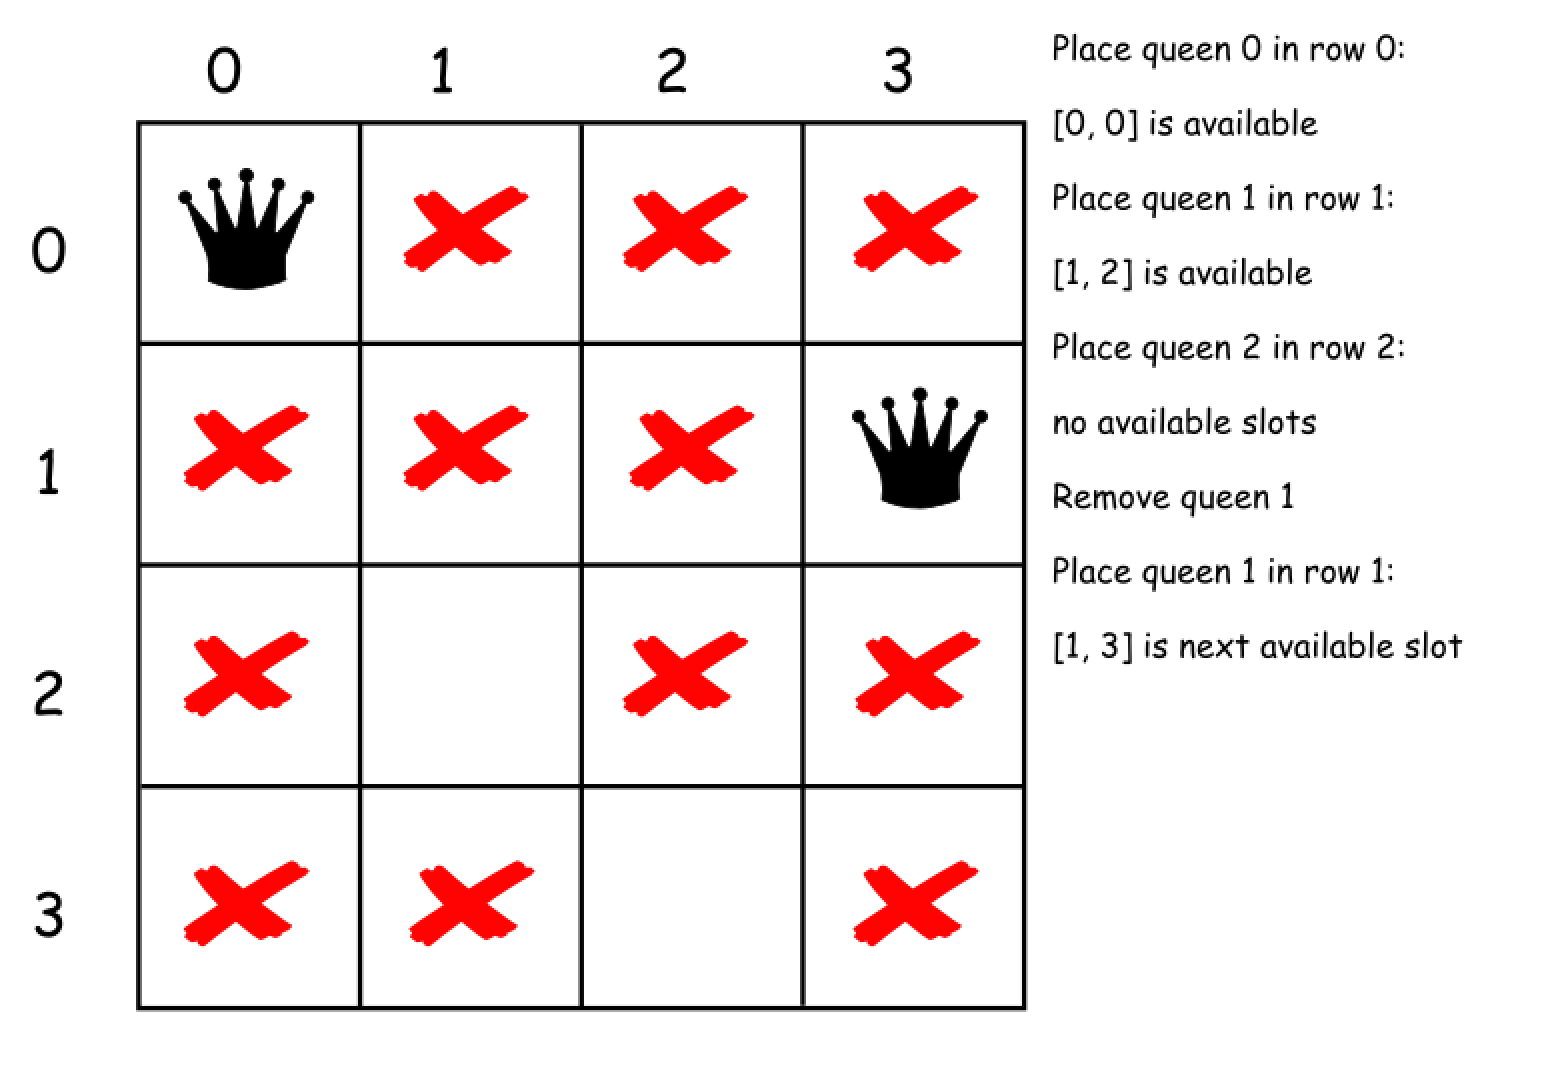 0 1 2 3
0
1
2
3
Place queen 0 in row 0:
[0, 0] is available
Place queen 1 in row 1:
[1, 2] is available
Place queen 2 in row 2:
no available slots
Remove queen 1
Place queen 1 in row 1:
[1, 3] is next available slot